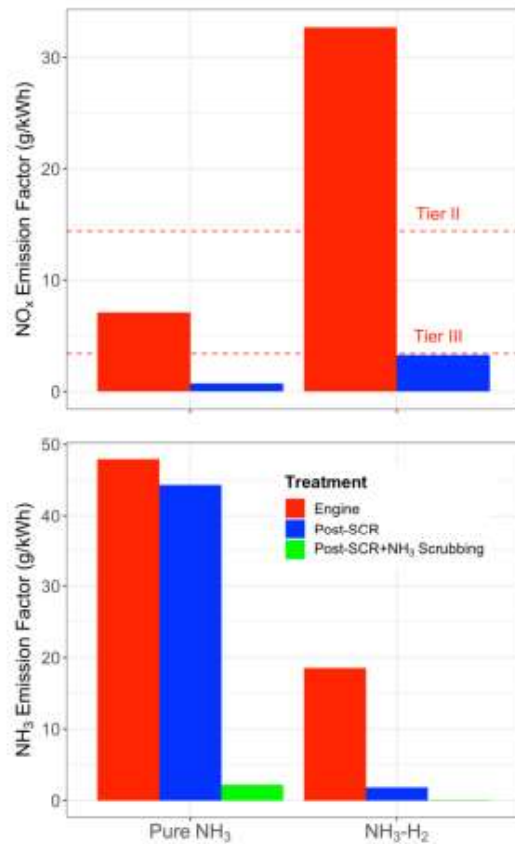 NOₓ Emission Factor (g/kWh)
30
20
10
0
Tier II
Tier III
NH₃ Emission Factor (g/kWh)
50
40
30
20
10
0
Treatment
Engine
Post-SCR
Post-SCR+NH₃ Scrubbing
Pure NH₃
NH₃-H₂